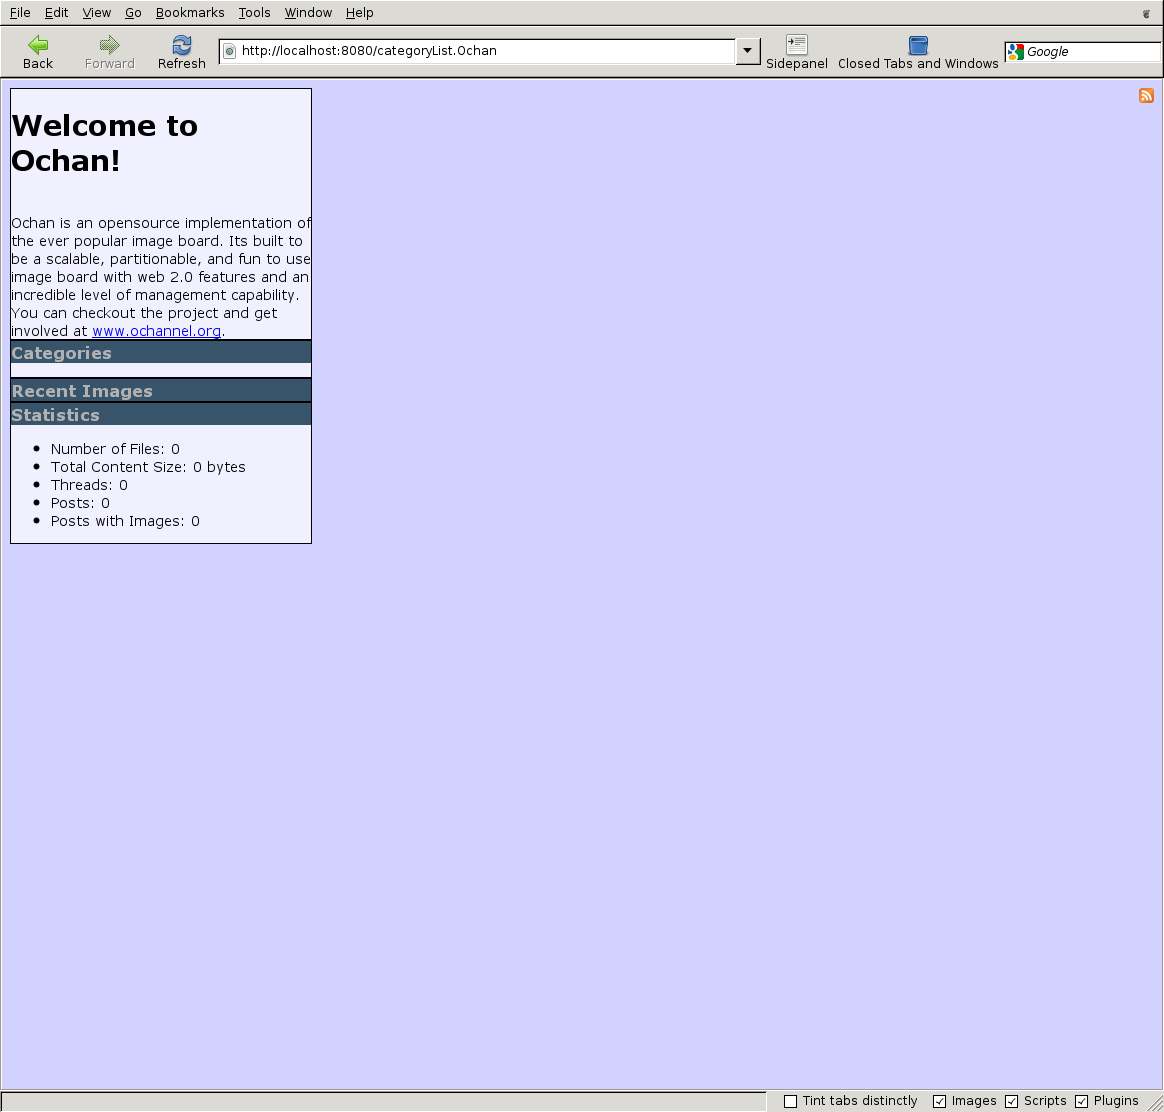 File Edit View Go Bookmarks Tools Window Help
Back Forward Refresh http://localhost:8080/categoryList.Ochan Sidepanel Closed Tabs and Windows Google
Welcome to
Ochan!
Ochan is an opensource implementation of
the ever popular image board. Its built to
be a scalable, partitionable, and fun to use
image board with web 2.0 features and an
incredible level of management capability.
You can checkout the project and get
involved at www.ochannel.org.
Categories
Recent Images
Statistics
Number of Files: 0
Total Content Size: 0 bytes
Threads: 0
Posts: 0
Posts with Images: 0
Tint tabs distinctly Images Scripts Plugins